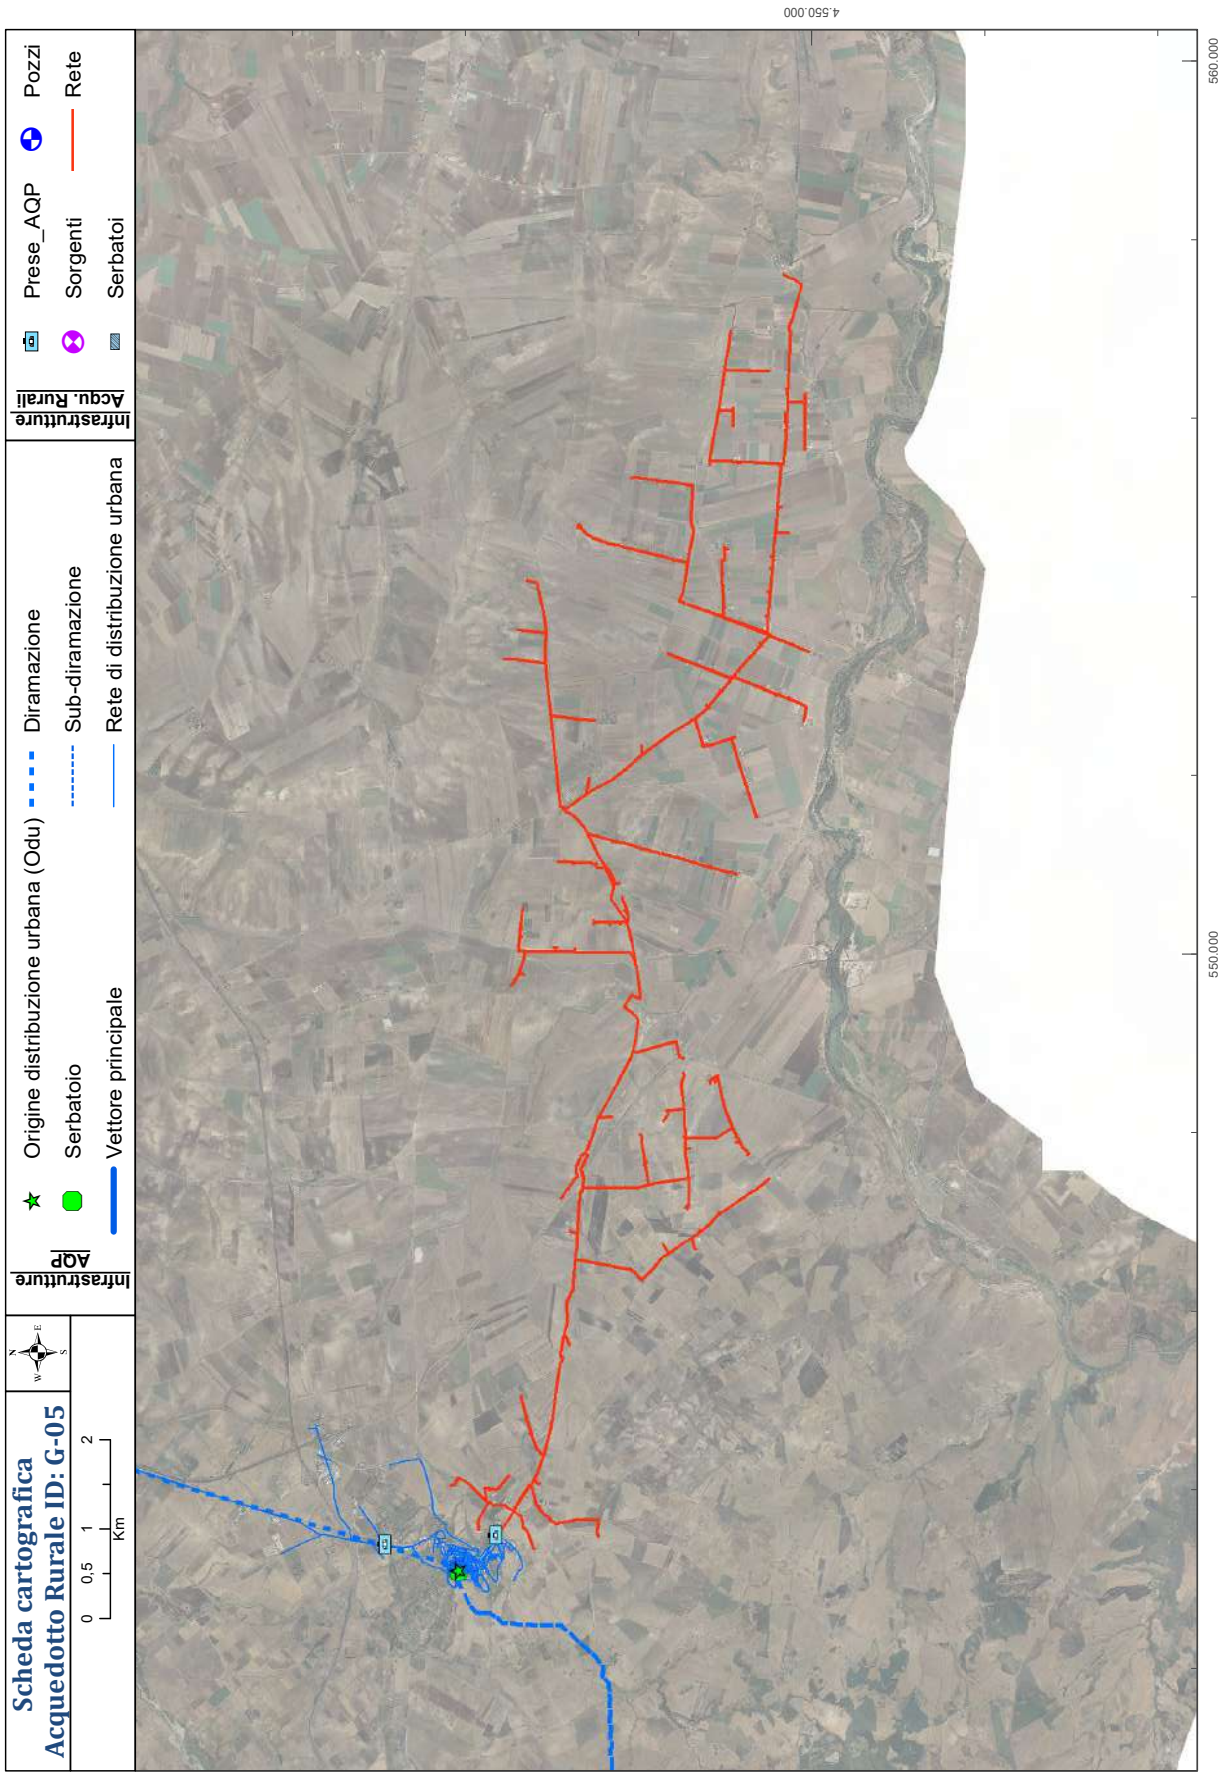 Scheda cartografica
Acquedotto Rurale ID: G-05
0 0,5 1 2
Km
N
W E
S
Infrastrutture
AQP
Origine distribuzione urbana (Odu)
Serbatoio
Vettore principale
Diramazione
Sub-diramazione
Rete di distribuzione urbana
Infrastrutture
Acqu. Rurali
Prese_AQP
Sorgenti
Serbatoi
Pozzi
Rete
4.550.000
550.000
560.000